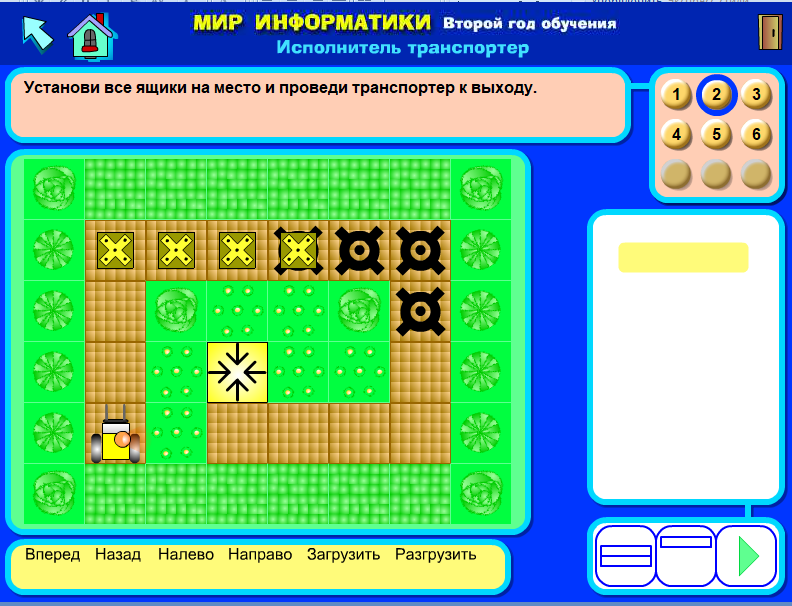 МИР ИНФОРМАТИКИ Второй год обучения
Исполнитель транспортер
Установи все ящики на место и проведи транспортер к выходу.
1 2 3
4 5 6
Вперед Назад Налево Направо Загрузить Разгрузить